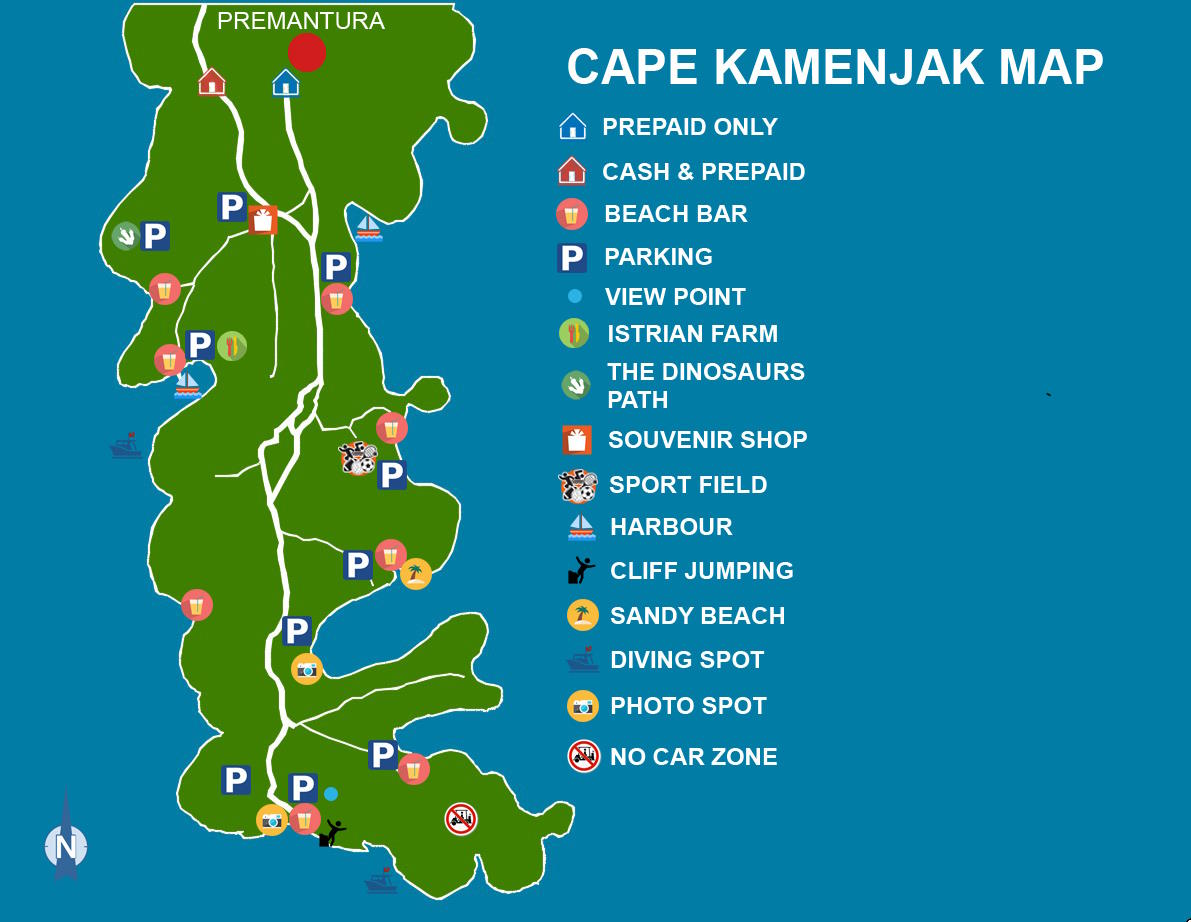 PREMANTURA
CAPE KAMENJAK MAP
PREPAID ONLY
CASH & PREPAID
BEACH BAR
P PARKING
VIEW POINT
ISTRIAN FARM
THE DINOSAURS
PATH
SOUVENIR SHOP
SPORT FIELD
HARBOUR
CLIFF JUMPING
SANDY BEACH
DIVING SPOT
PHOTO SPOT
NO CAR ZONE
P
P
P
P
P
P
P
P
P
P
N